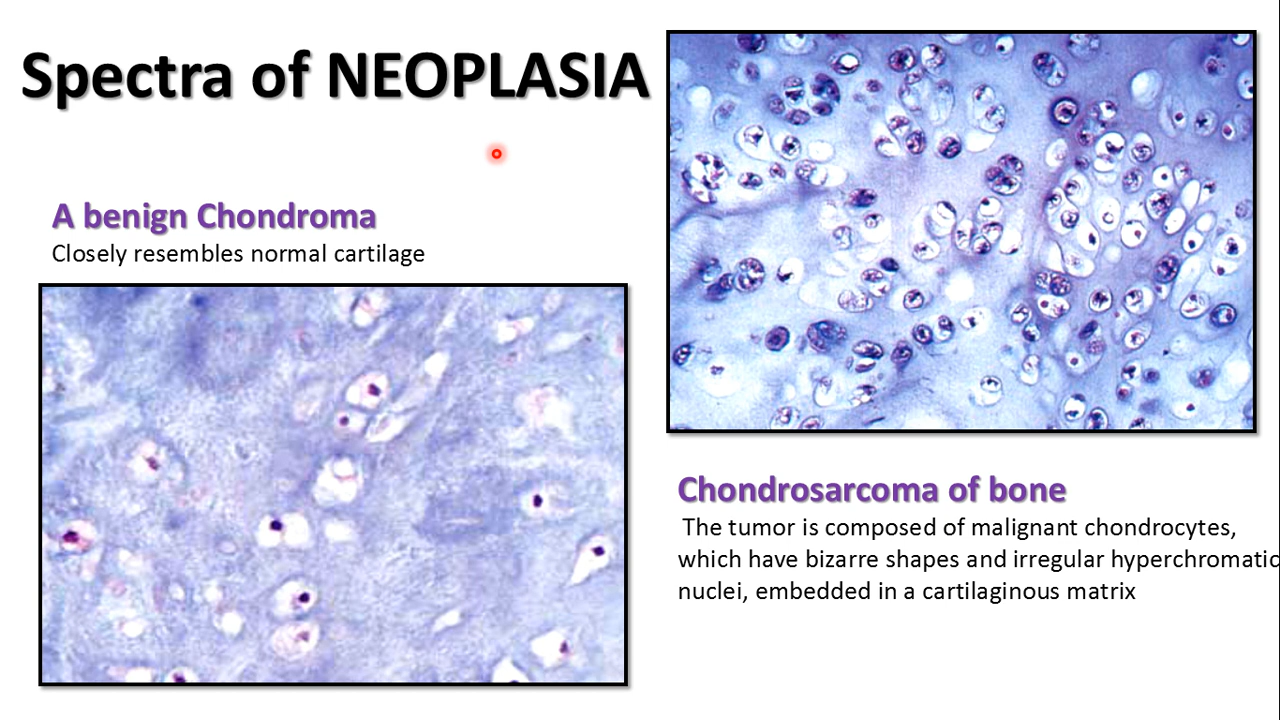 Spectra of NEOPLASIA
A benign Chondroma
Closely resembles normal cartilage
Chondrosarcoma of bone
The tumor is composed of malignant chondrocytes,
which have bizarre shapes and irregular hyperchromatic
nuclei, embedded in a cartilaginous matrix